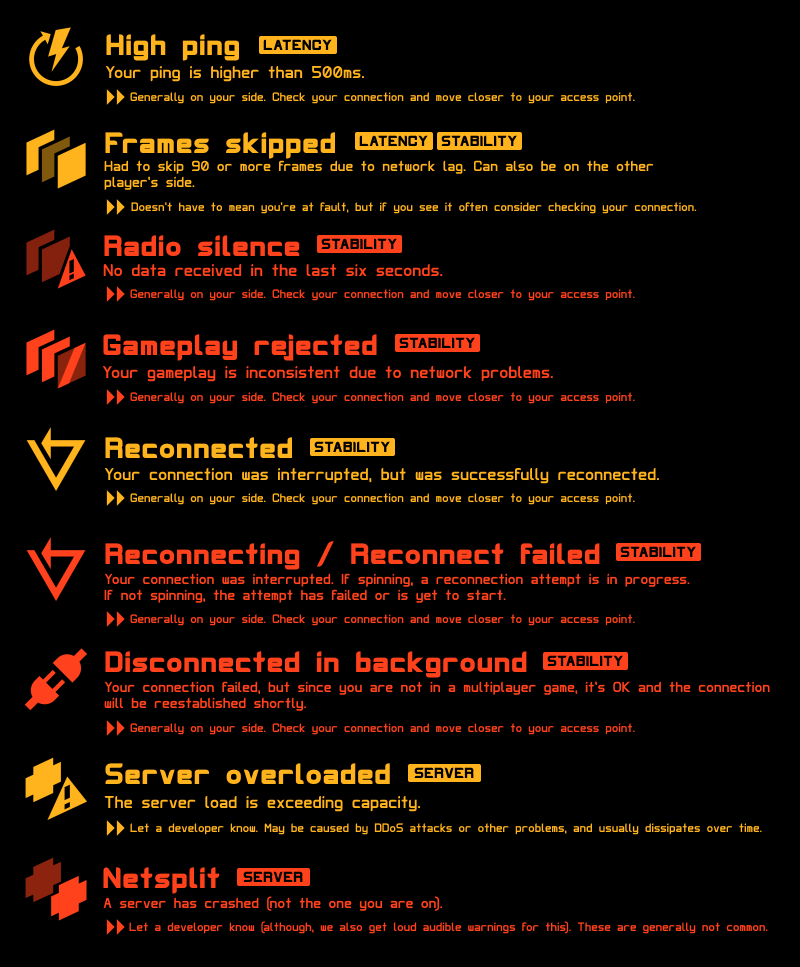 High ping LATENCY
Your ping is higher than 500ms.
Generally on your side. Check your connection and move closer to your access point.
Frames skipped LATENCY STABILITY
Had to skip 90 or more frames due to network lag. Can also be on the other
player's side.
Doesn't have to mean you're at fault, but if you see it often consider checking your connection.
Radio silence STABILITY
No data received in the last six seconds.
Generally on your side. Check your connection and move closer to your access point.
Gameplay rejected STABILITY
Your gameplay is inconsistent due to network problems.
Generally on your side. Check your connection and move closer to your access point.
Reconnected STABILITY
Your connection was interrupted, but was successfully reconnected.
Generally on your side. Check your connection and move closer to your access point.
Reconnecting / Reconnect failed STABILITY
Your connection was interrupted. If spinning, a reconnection attempt is in progress.
If not spinning, the attempt has failed or is yet to start.
Generally on your side. Check your connection and move closer to your access point.
Disconnected in background STABILITY
Your connection failed, but since you are not in a multiplayer game, it's OK and the connection
will be reestablished shortly.
Generally on your side. Check your connection and move closer to your access point.
Server overloaded SERVER
The server load is exceeding capacity.
Let a developer know. May be caused by DDoS attacks or other problems, and usually dissipates over time.
Netsplit SERVER
A server has crashed (not the one you are on).
Let a developer know (although, we also get loud audible warnings for this). These are generally not common.